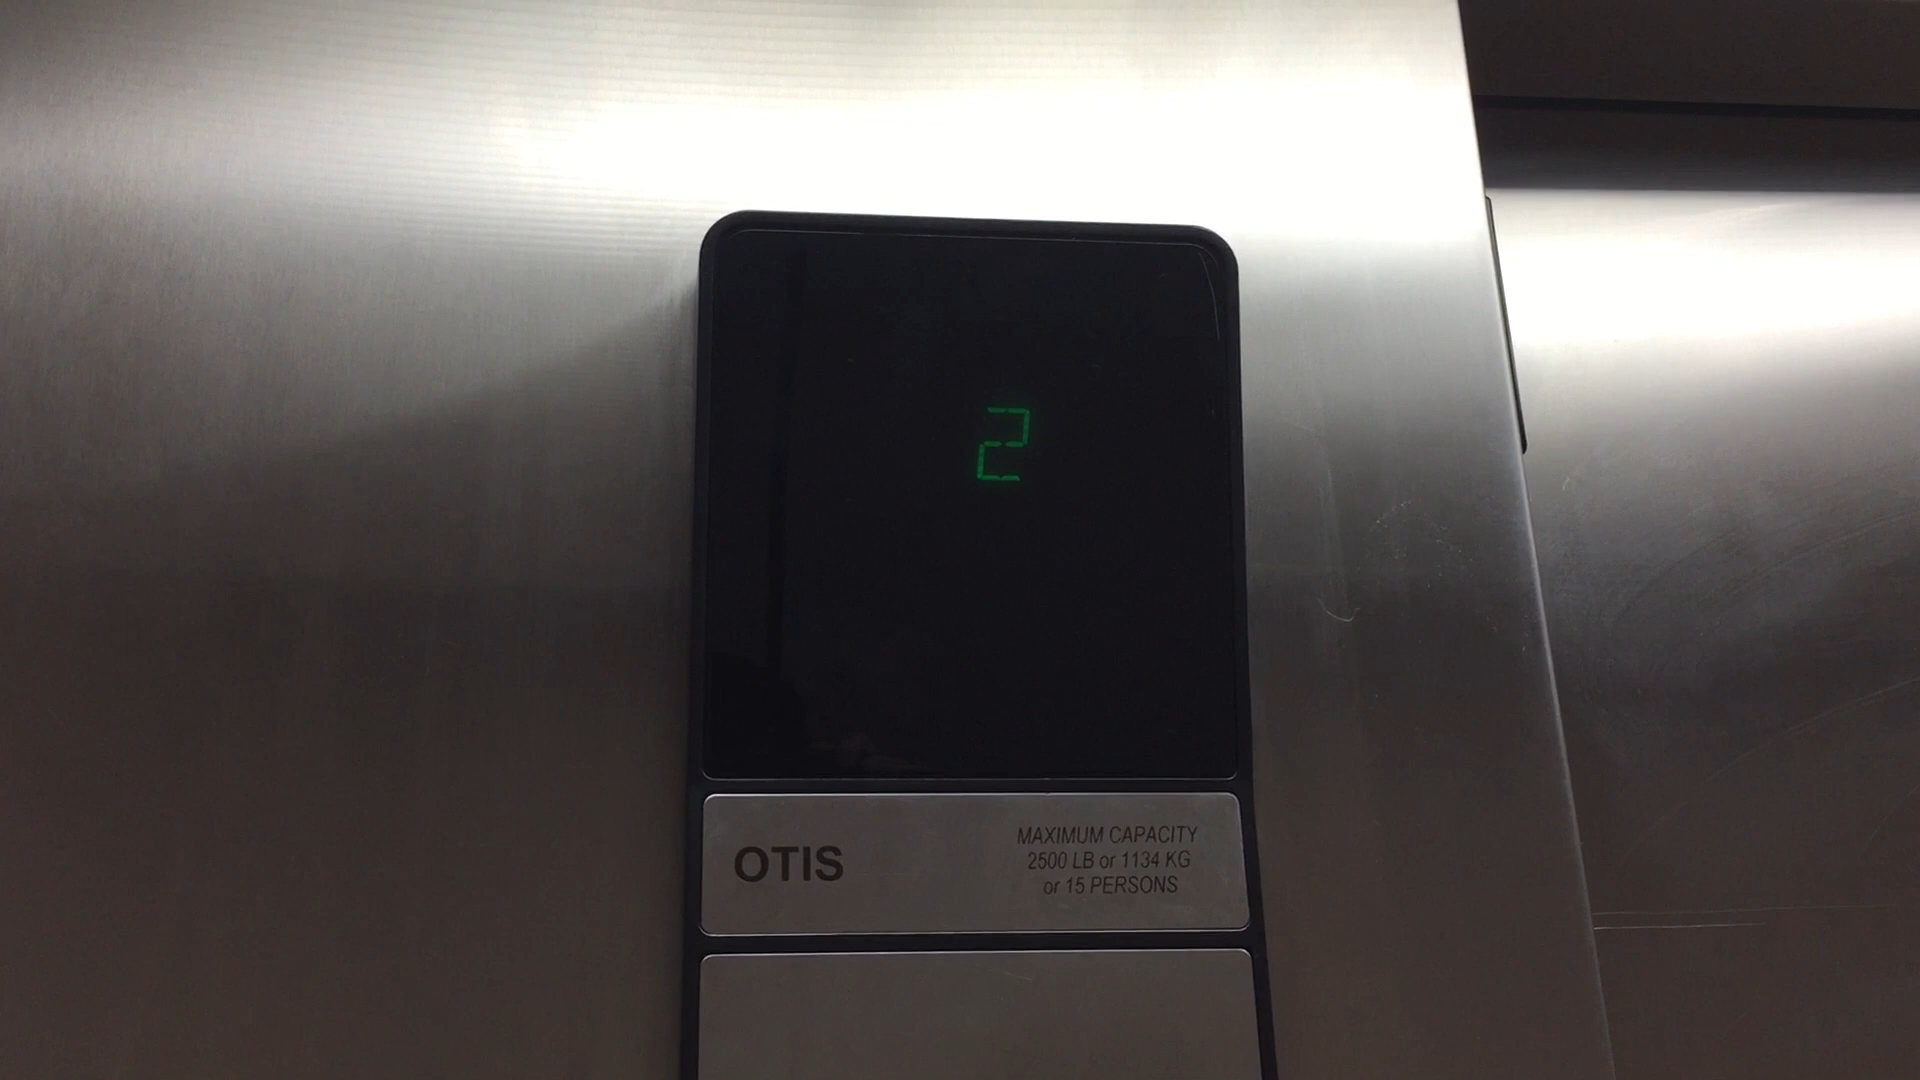 2
OTIS
MAXIMUM CAPACITY
2500 LB or 1134 KG
or 15 PERSONS